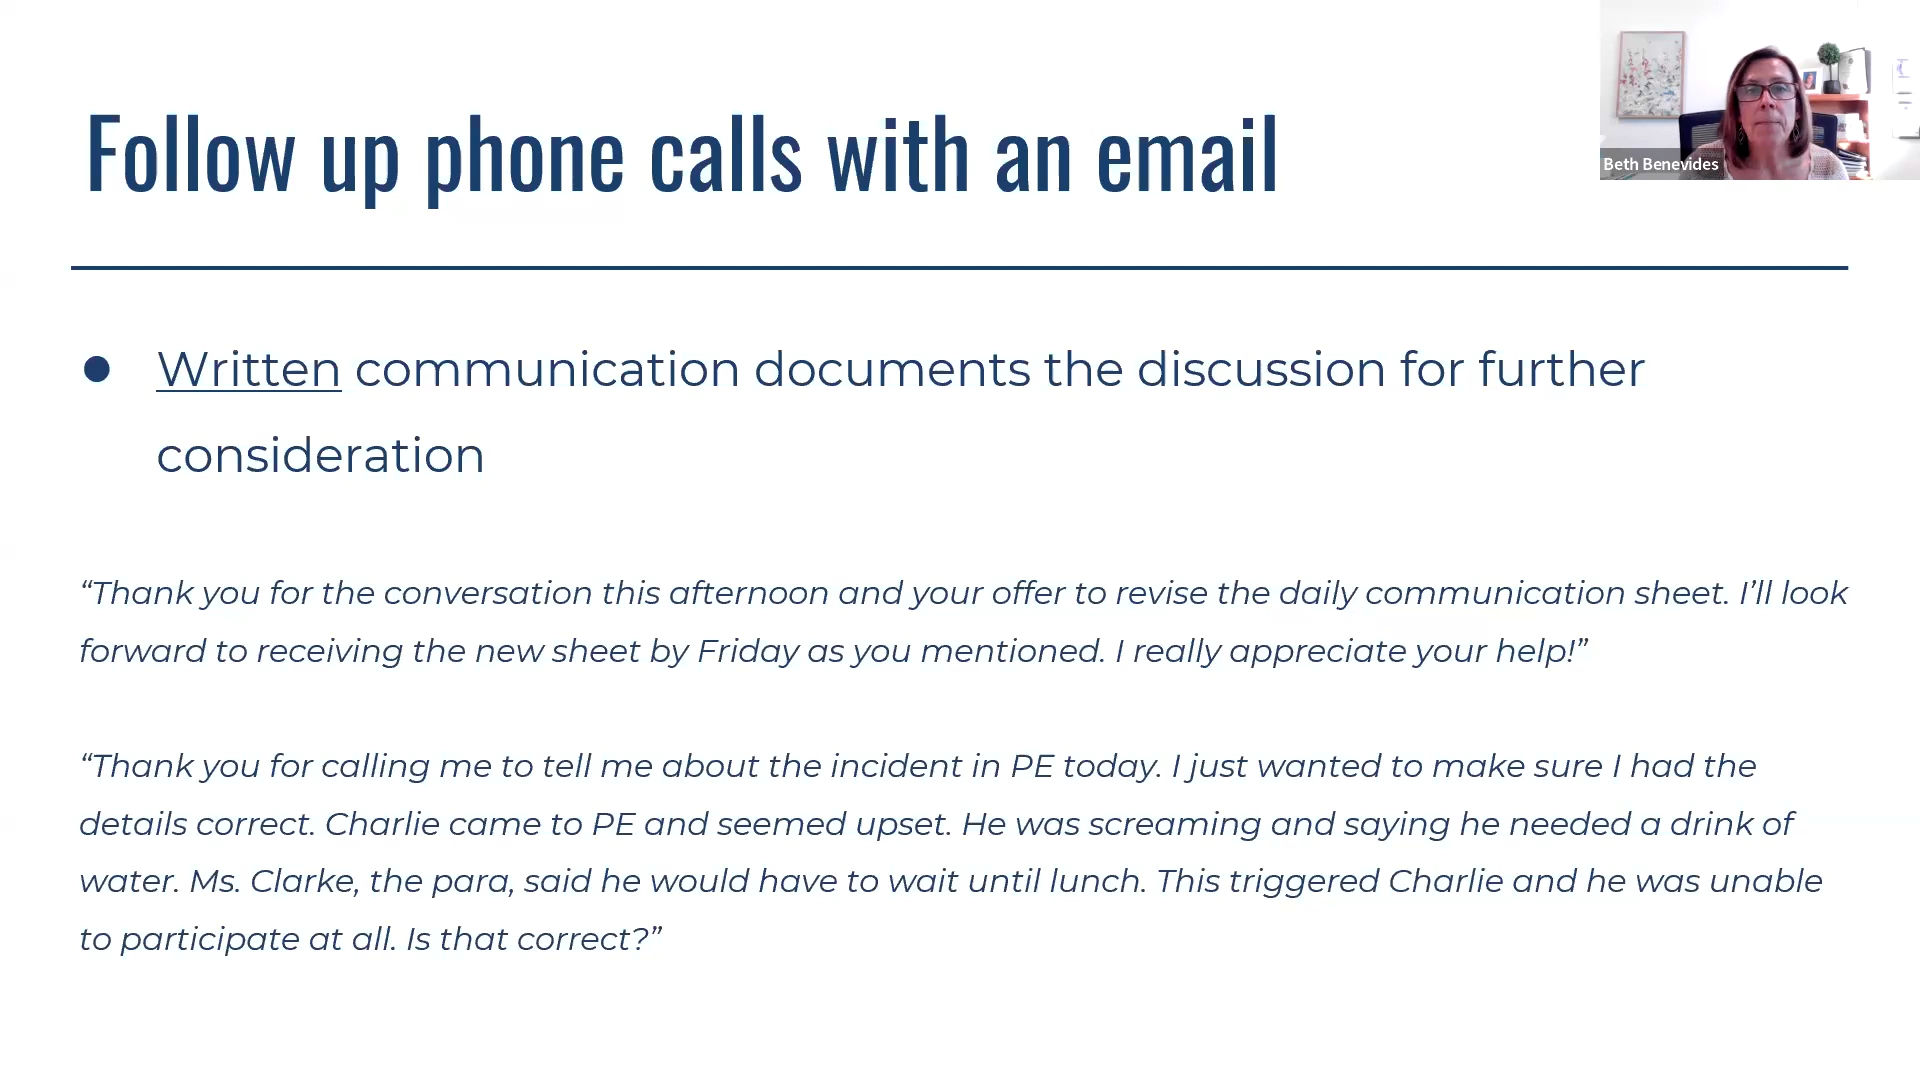 Follow up phone calls with an email
Beth Benevides
● Written communication documents the discussion for further
consideration
“Thank you for the conversation this afternoon and your offer to revise the daily communication sheet. I’ll look
forward to receiving the new sheet by Friday as you mentioned. I really appreciate your help!”
“Thank you for calling me to tell me about the incident in PE today. I just wanted to make sure I had the
details correct. Charlie came to PE and seemed upset. He was screaming and saying he needed a drink of
water. Ms. Clarke, the para, said he would have to wait until lunch. This triggered Charlie and he was unable
to participate at all. Is that correct?”